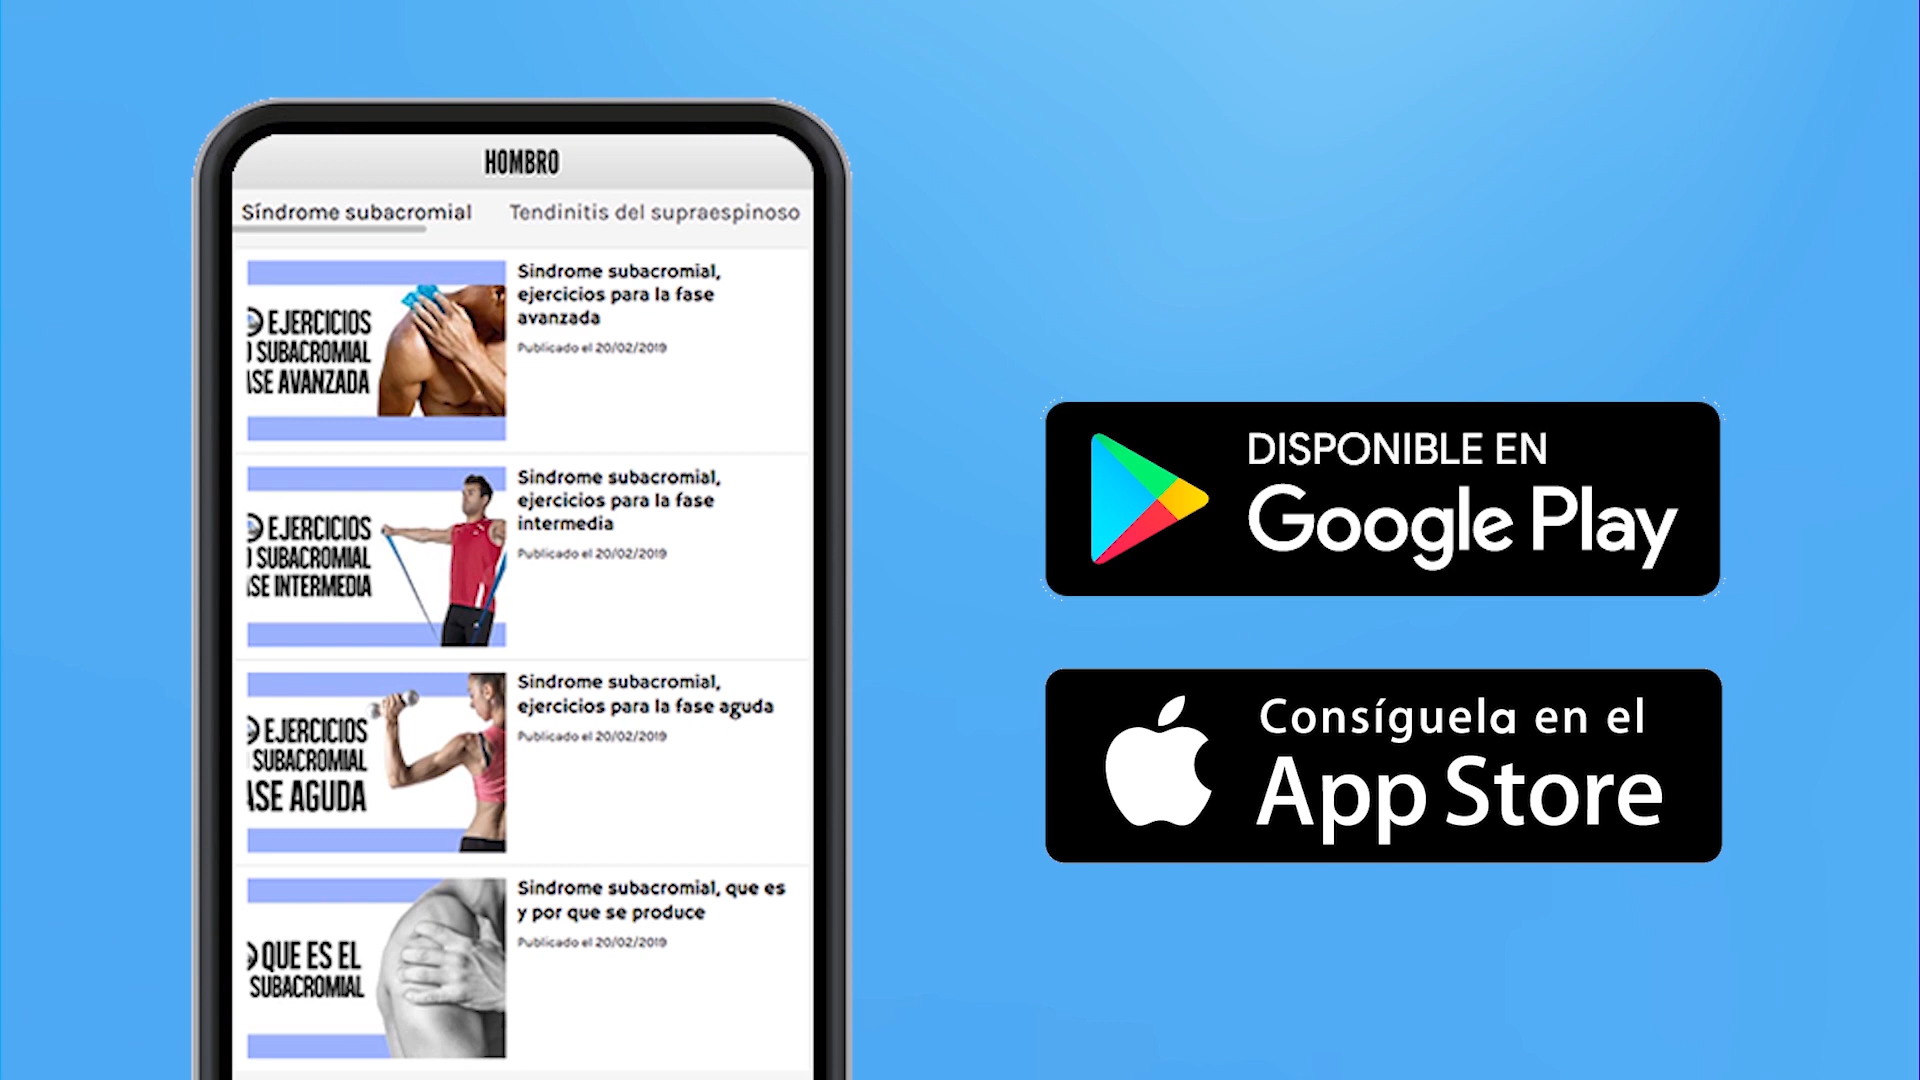 HOMBRO
Síndrome subacromial
Tendinitis del supraespinoso
EJERCICIOS
SUBACROMIAL
AVANZADA
Sindrome subacromial,
ejercicios para la fase
avanzada
Publicado el 20/02/2019
EJERCICIOS
SUBACROMIAL
INTERMEDIA
Sindrome subacromial,
ejercicios para la fase
intermedia
Publicado el 20/02/2019
EJERCICIOS
SUBACROMIAL
ASE AGUDA
Sindrome subacromial,
ejercicios para la fase aguda
Publicado el 20/02/2019
QUE ES EL
SUBACROMIAL
Sindrome subacromial, que es
y por que se produce
Publicado el 20/02/2019
DISPONIBLE EN
Google Play
Consíguela en el
App Store